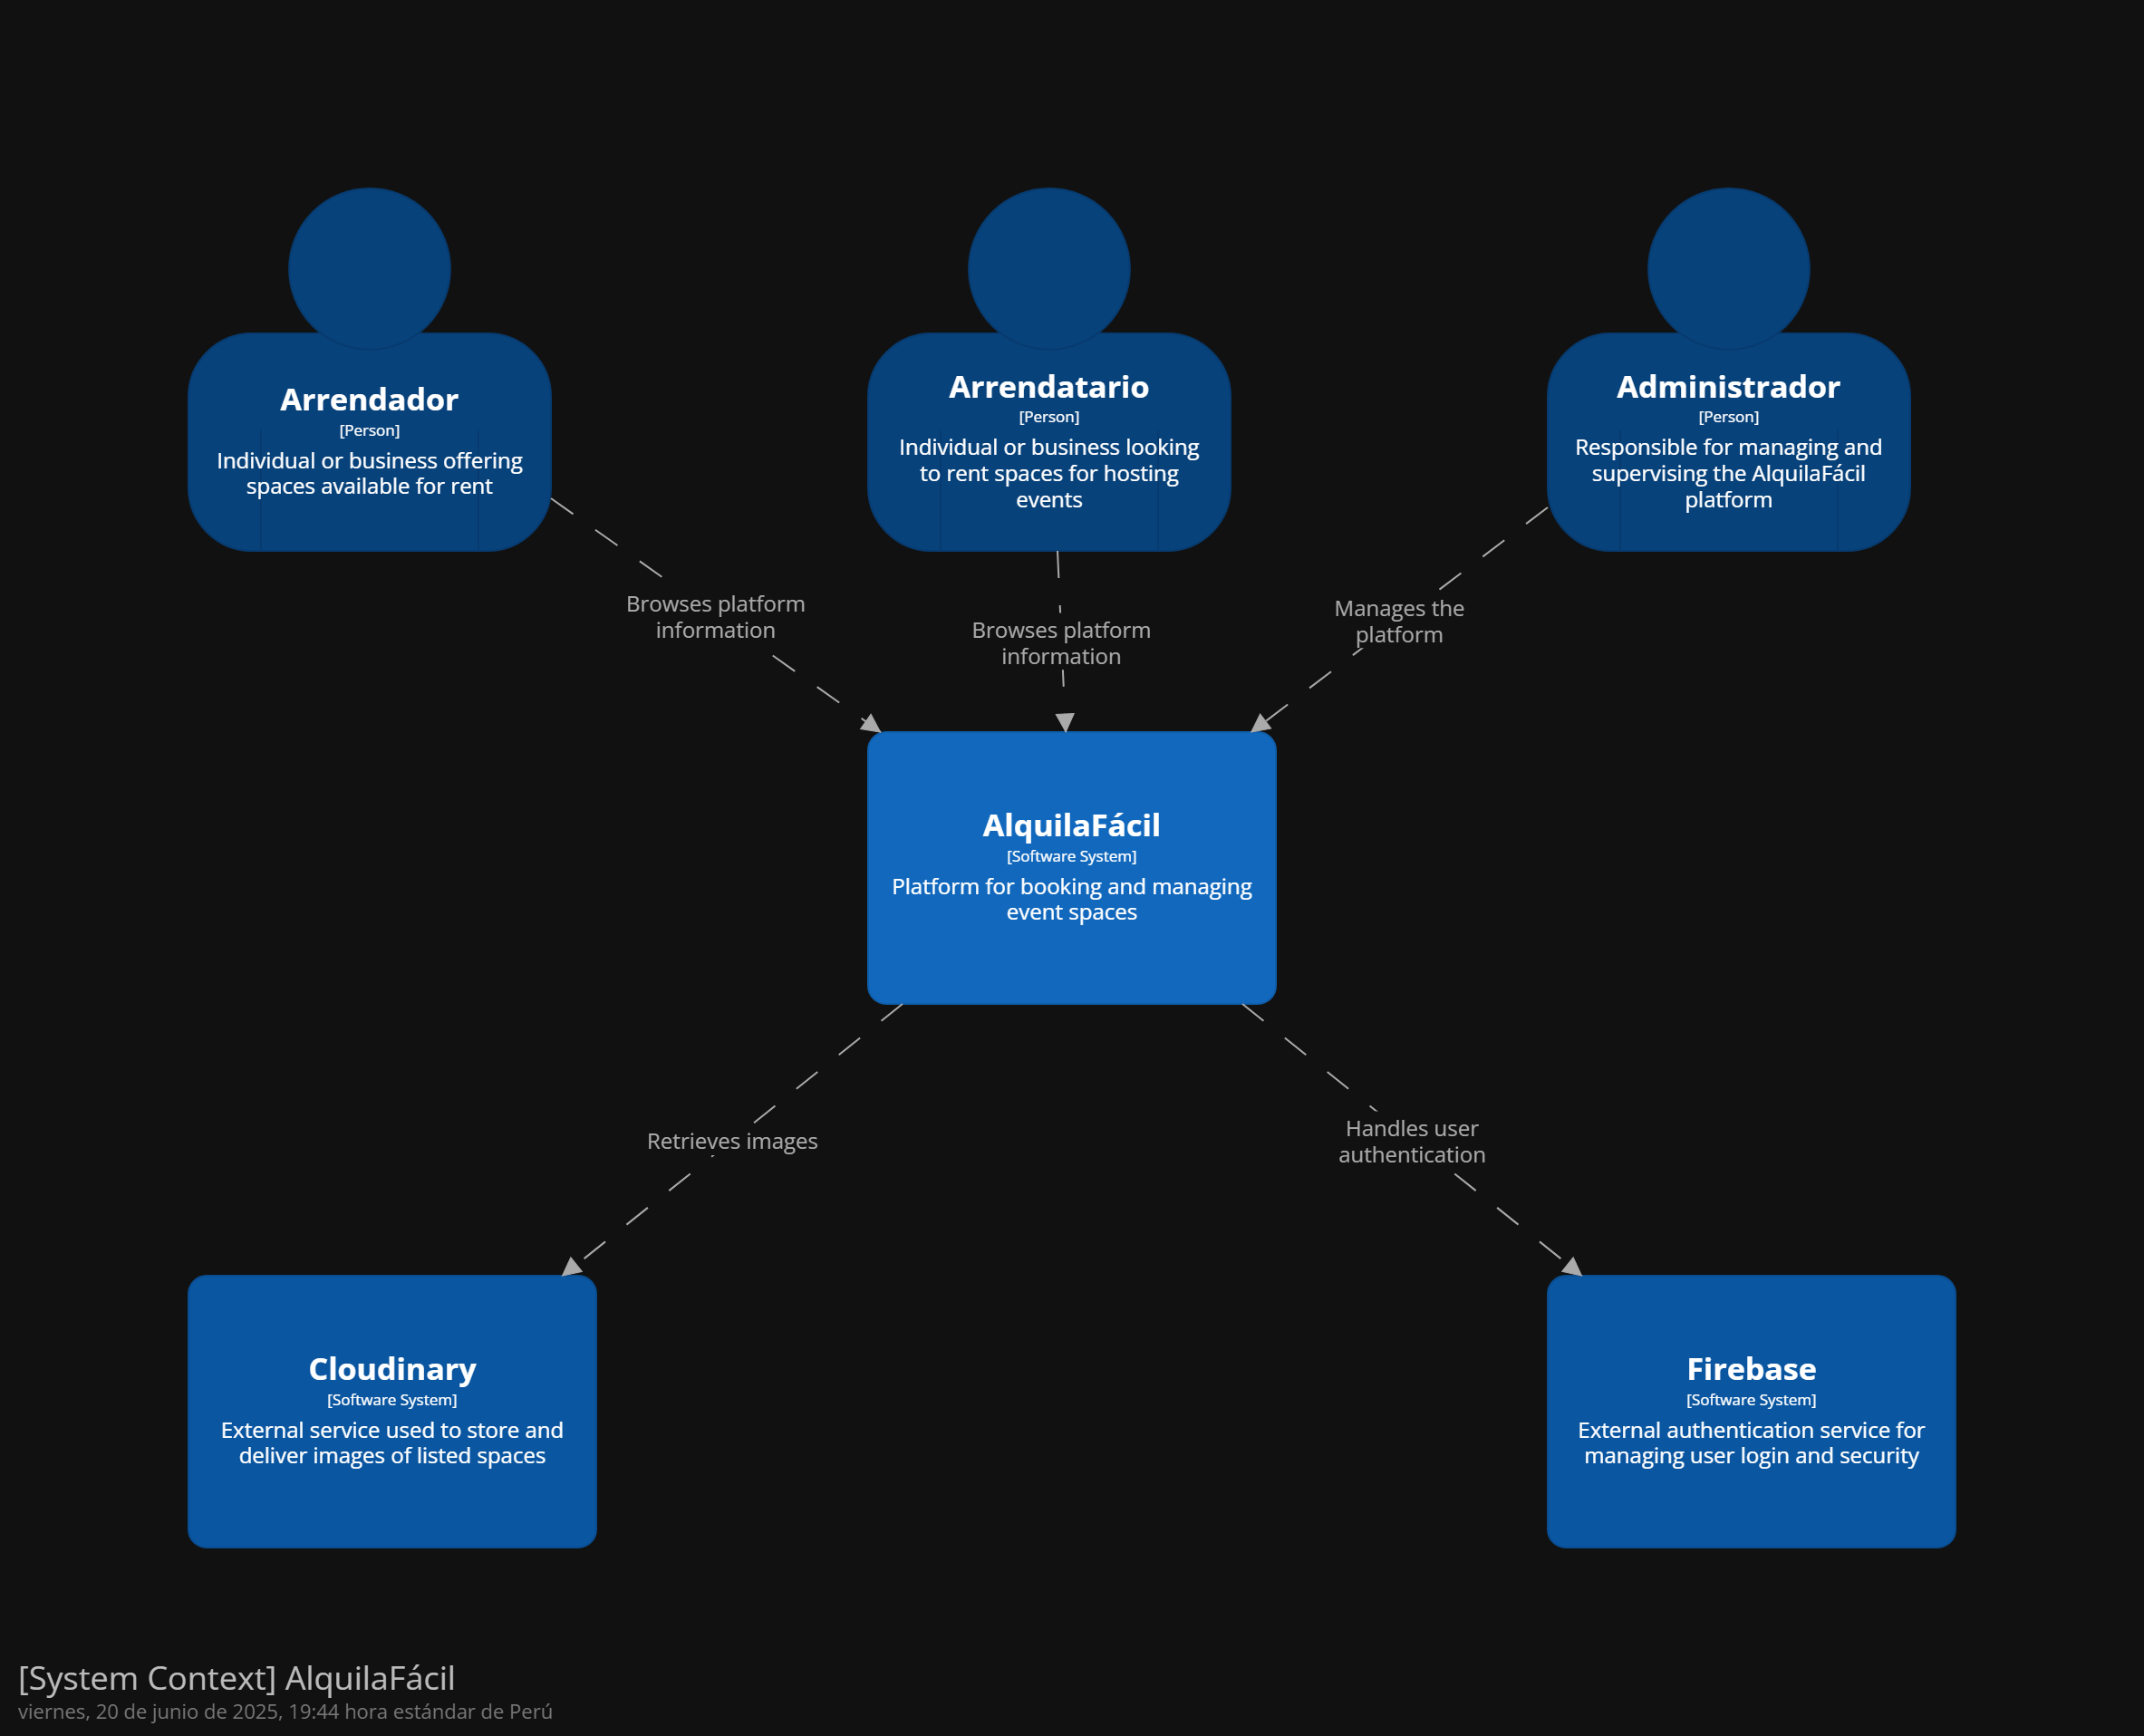 Arrendador
[Person]
Individual or business offering
spaces available for rent
Arrendatario
[Person]
Individual or business looking
to rent spaces for hosting
events
Administrador
[Person]
Responsible for managing and
supervising the AlquilaFácil
platform
Browses platform
information
Browses platform
information
Manages the
platform
AlquilaFácil
[Software System]
Platform for booking and managing
event spaces
Retrieves images
Handles user
authentication
Cloudinary
[Software System]
External service used to store and
deliver images of listed spaces
Firebase
[Software System]
External authentication service for
managing user login and security
[System Context] AlquilaFácil
viernes, 20 de junio de 2025, 19:44 hora estándar de Perú